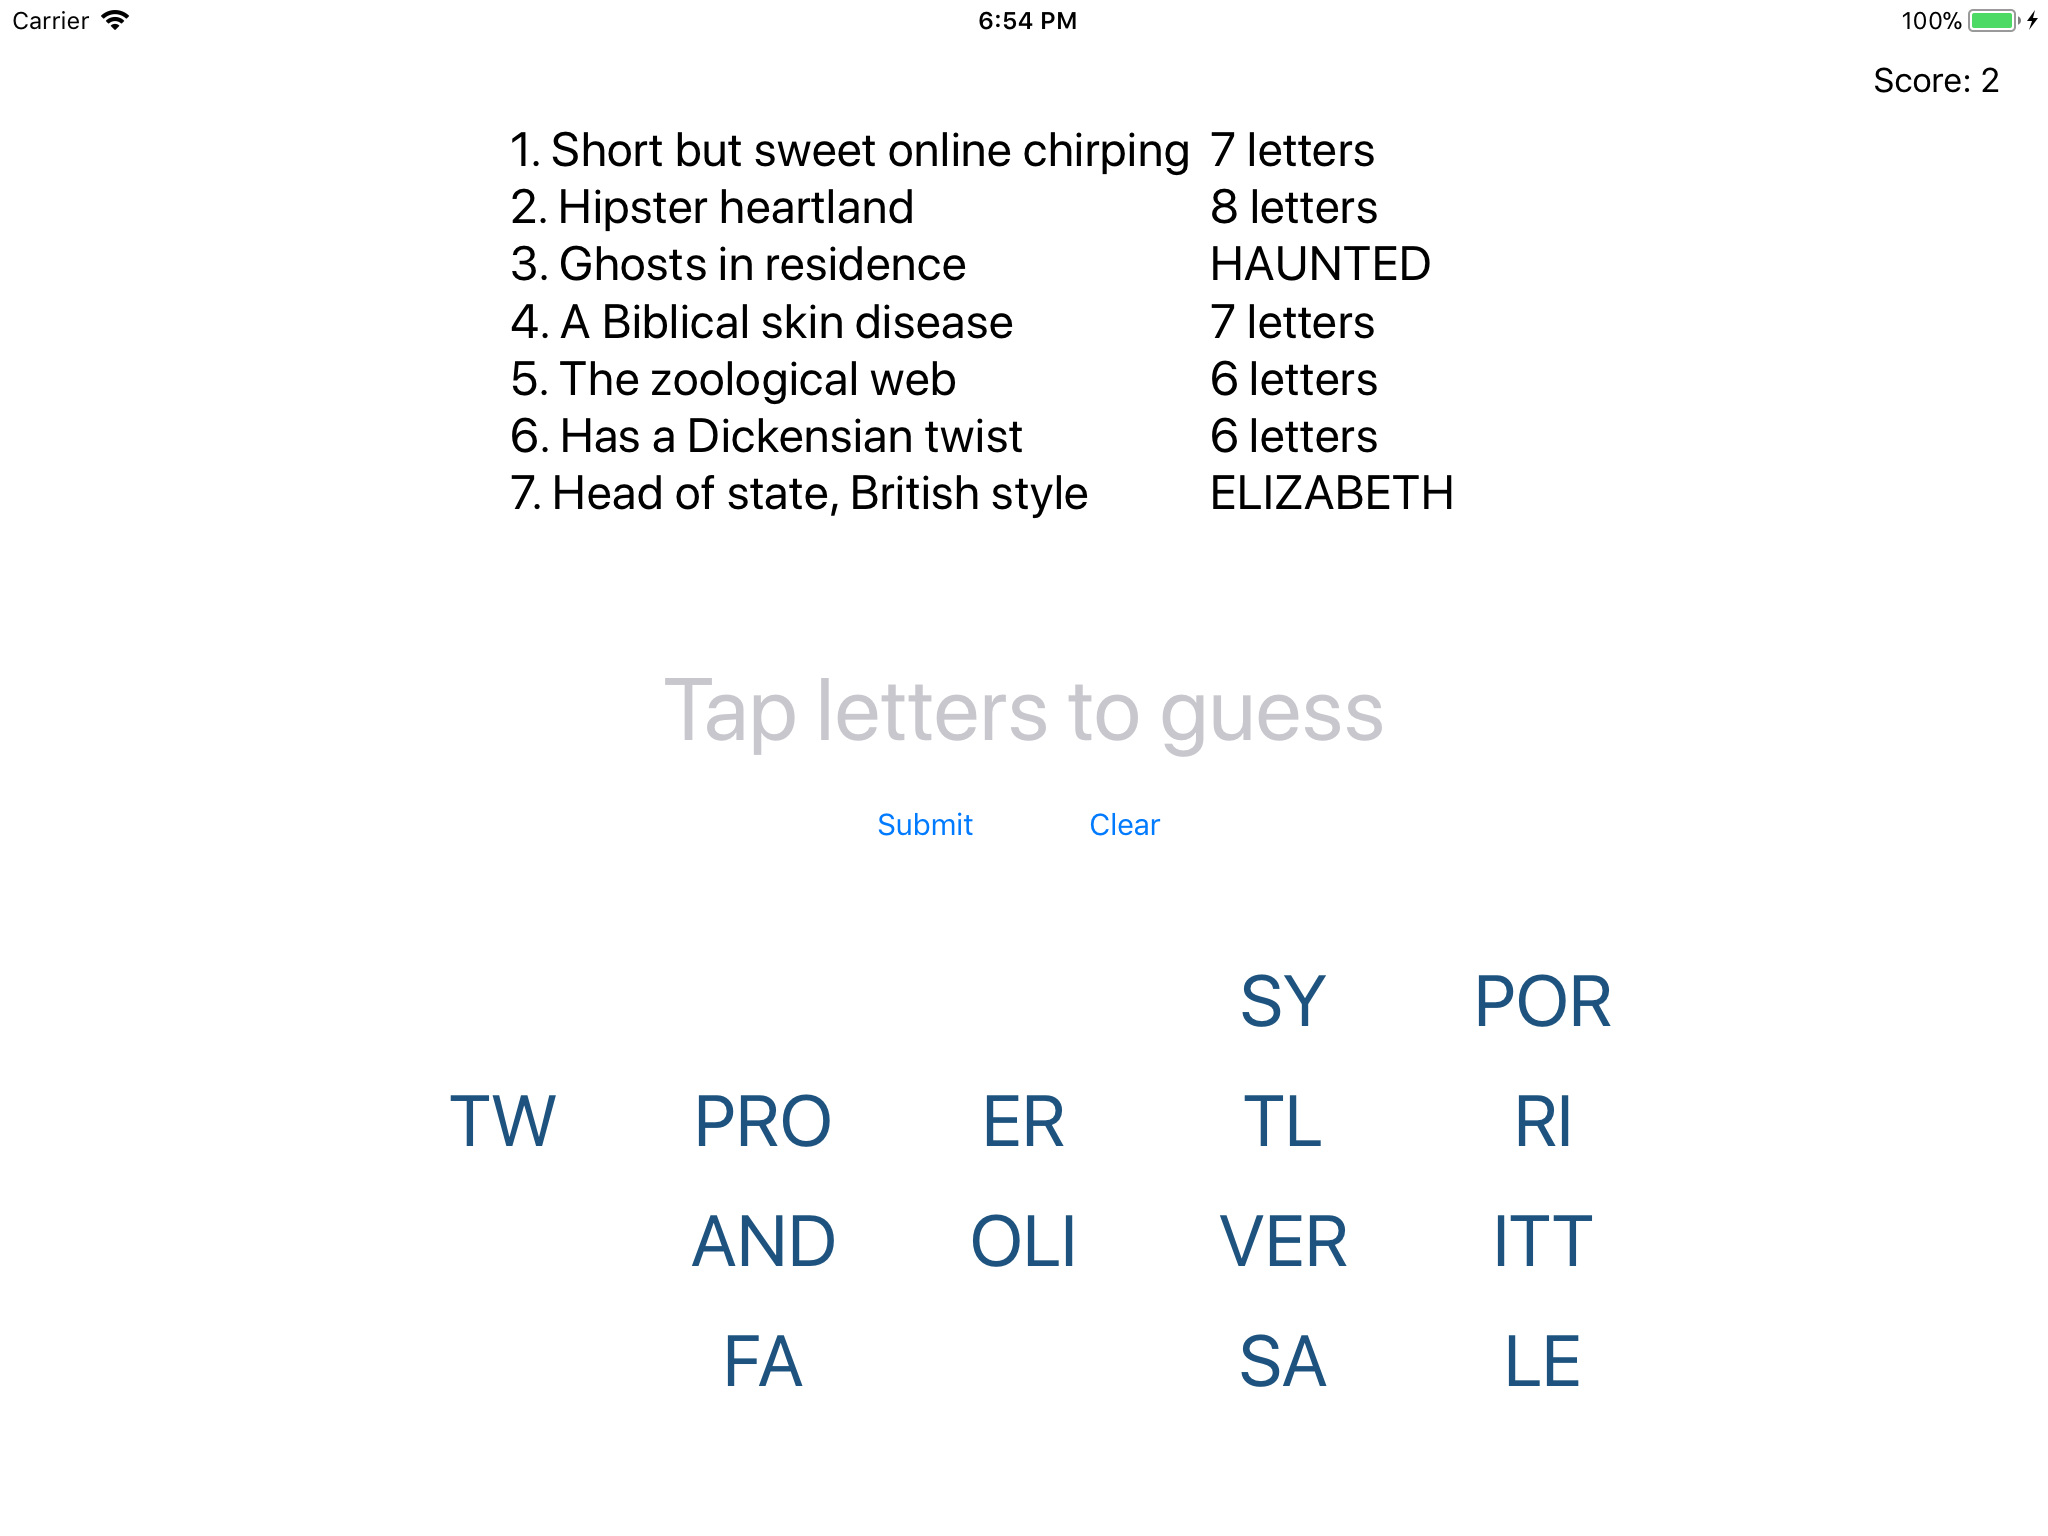 Carrier 6:54 PM 100%
Score: 2
1. Short but sweet online chirping 7 letters
2. Hipster heartland 8 letters
3. Ghosts in residence HAUNTED
4. A Biblical skin disease 7 letters
5. The zoological web 6 letters
6. Has a Dickensian twist 6 letters
7. Head of state, British style ELIZABETH
Tap letters to guess
Submit Clear
SY POR
TW PRO ER TL RI
AND OLI VER ITT
FA SA LE